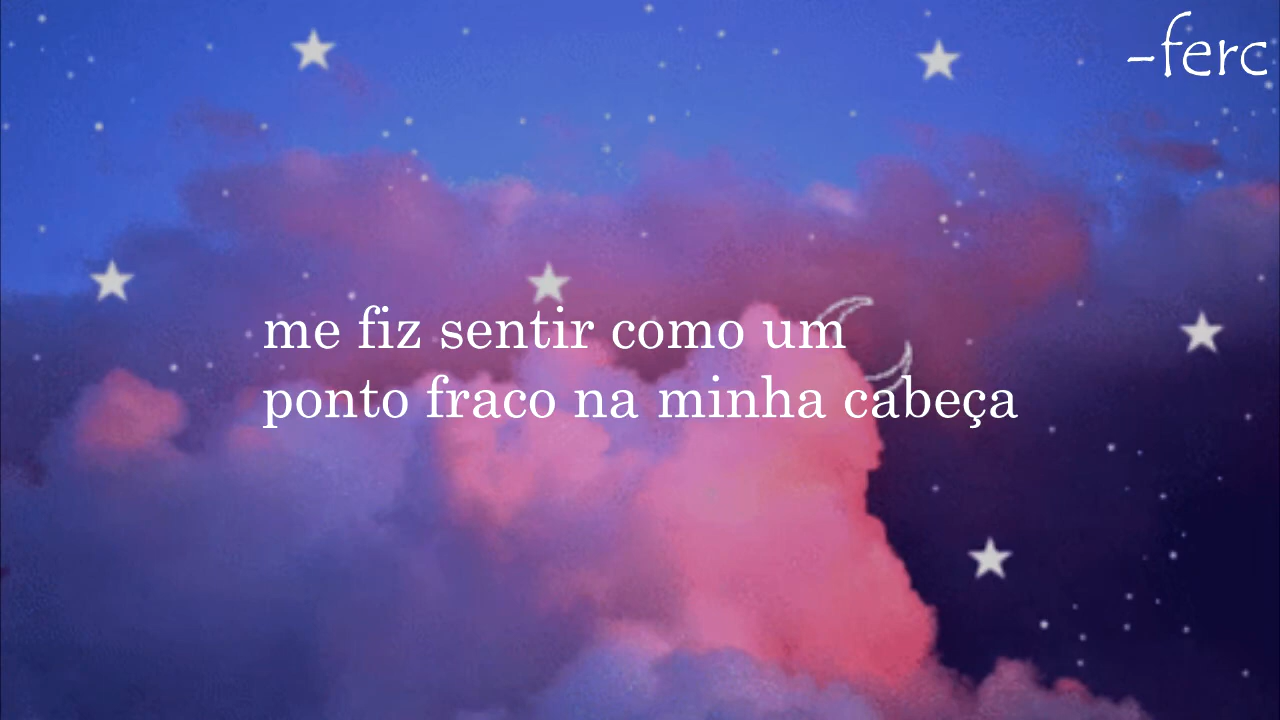 -ferc
me fiz sentir como um
ponto fraco na minha cabeça